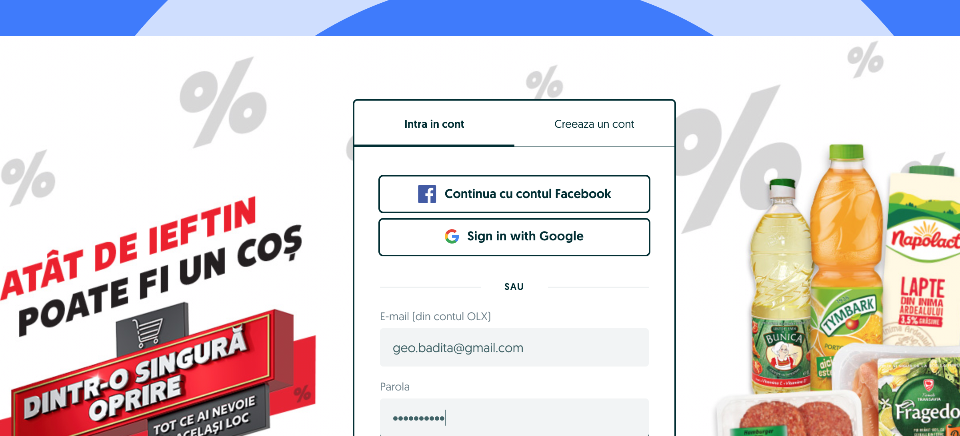 Intra in cont
Creeaza un cont
Continua cu contul Facebook
Sign in with Google
SAU
E-mail [din contul OLX]
geo.badita@gmail.com
Parola
••••••••••
ATÂT DE IEFTIN
POATE FI UN COȘ
DINTR-O SINGURĂ
OPRIRE
TOT CE AI NEVOIE
ACELAȘI LOC
%
%
%
%
%
%
BUNICA
TYMBARK
Napolact
LAPTE
DIN INIMA
ARDEALULUI
3,5% GRĂSIME
Fragedo